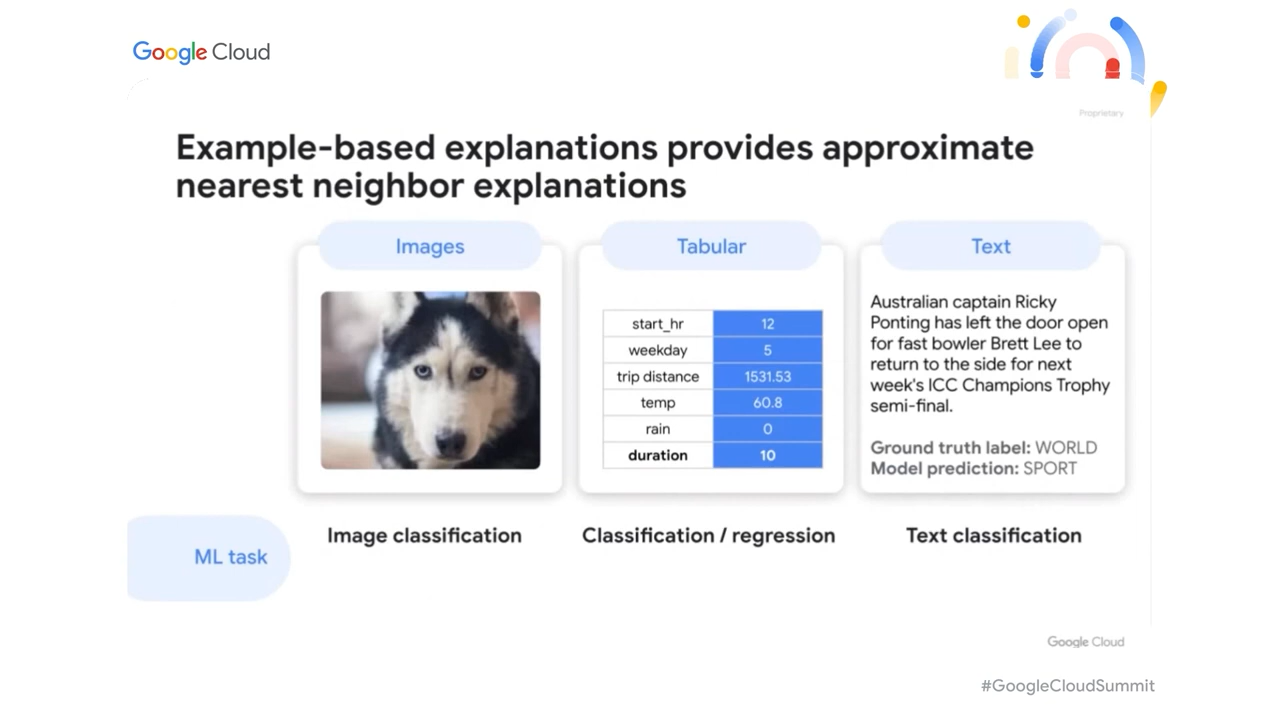 Google Cloud
Proprietary
Example-based explanations provides approximate
nearest neighbor explanations
Images
Tabular
Text
start_hr 12
weekday 5
trip distance 1531.53
temp 60.8
rain 0
duration 10
Australian captain Ricky
Ponting has left the door open
for fast bowler Brett Lee to
return to the side for next
week's ICC Champions Trophy
semi-final.
Ground truth label: WORLD
Model prediction: SPORT
ML task
Image classification
Classification / regression
Text classification
Google Cloud
#GoogleCloudSummit